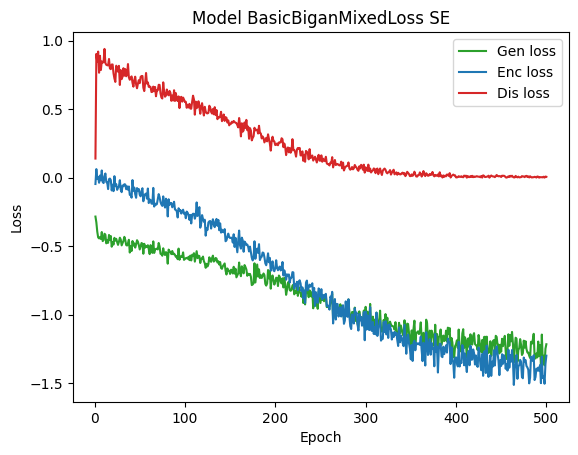 Model BasicBiganMixedLoss SE
Gen loss
Enc loss
Dis loss
1.0
0.5
0.0
−0.5
−1.0
−1.5
Loss
0
100
200
300
400
500
Epoch